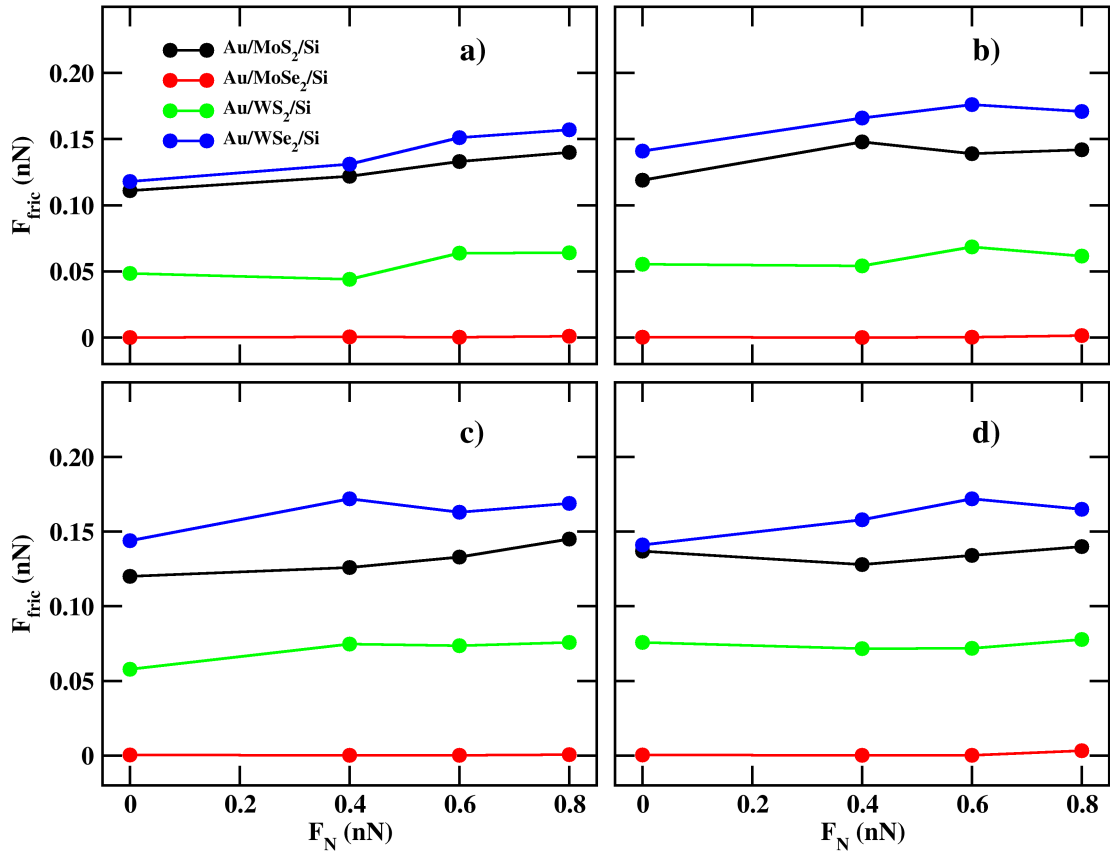 a)
Au/MoS2/Si
Au/MoSe2/Si
Au/WS2/Si
Au/WSe2/Si
0.20
0.15
0.10
0.05
0
Ffric (nN)
b)
c)
0.20
0.15
0.10
0.05
0
Ffric (nN)
0 0.2 0.4 0.6 0.8
FN (nN)
d)
0 0.2 0.4 0.6 0.8
FN (nN)